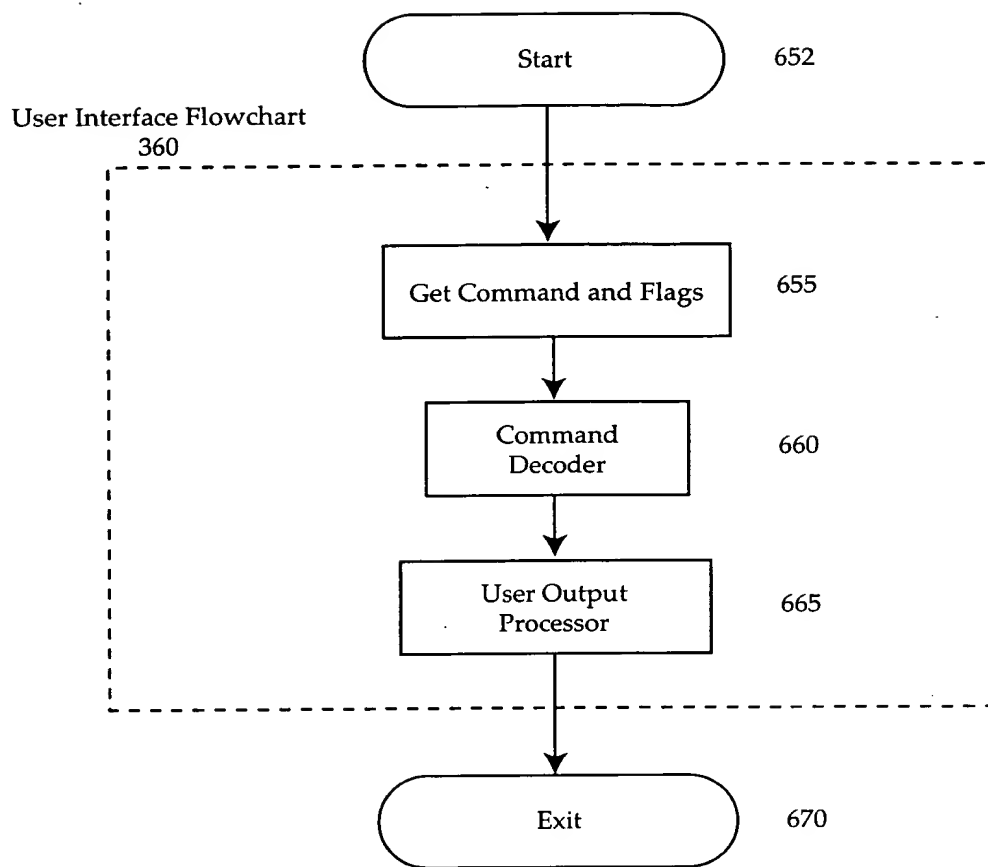 Start
652
User Interface Flowchart
360
Get Command and Flags
655
Command
Decoder
660
User Output
Processor
665
Exit
670